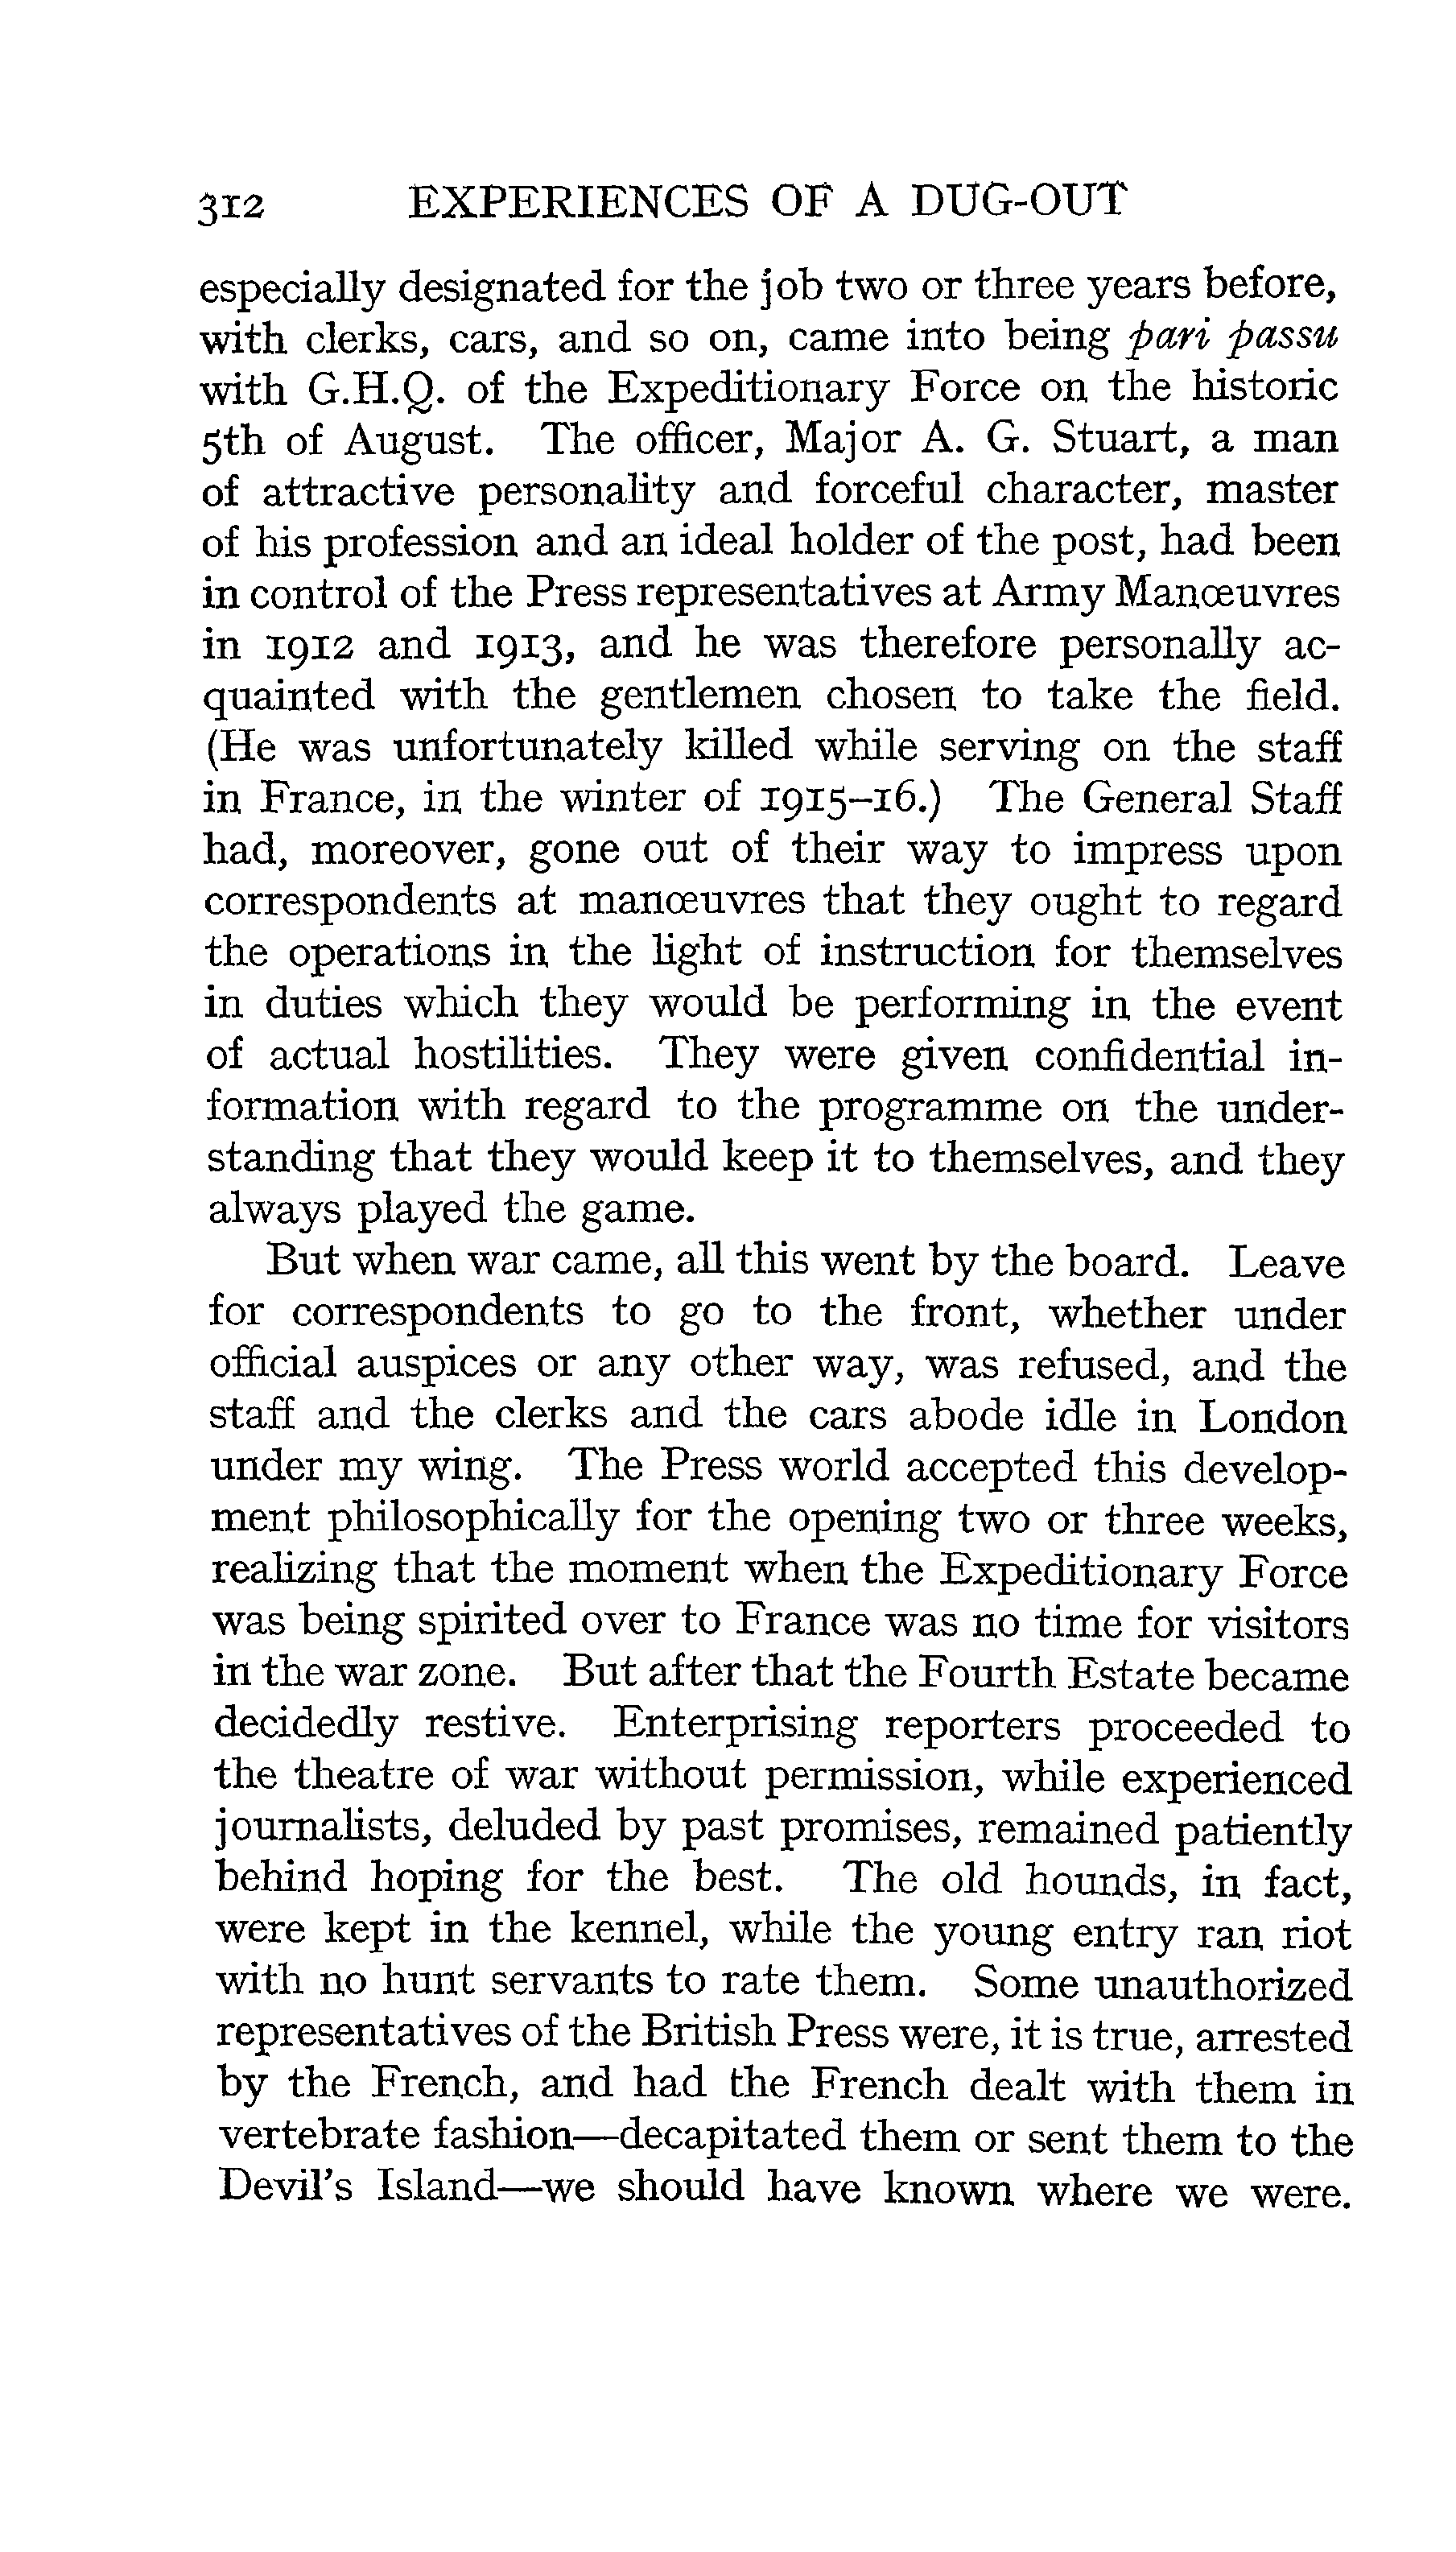 312 EXPERIENCES OF A DUG-OUT
especially designated for the job two or three years before,
with clerks, cars, and so on, came into being pari passu
with G.H.Q. of the Expeditionary Force on the historic
5th of August. The officer, Major A. G. Stuart, a man
of attractive personality and forceful character, master
of his profession and an ideal holder of the post, had been
in control of the Press representatives at Army Manœuvres
in 1912 and 1913, and he was therefore personally ac-
quainted with the gentlemen chosen to take the field.
(He was unfortunately killed while serving on the staff
in France, in the winter of 1915–16.) The General Staff
had, moreover, gone out of their way to impress upon
correspondents at manœuvres that they ought to regard
the operations in the light of instruction for themselves
in duties which they would be performing in the event
of actual hostilities. They were given confidential in-
formation with regard to the programme on the under-
standing that they would keep it to themselves, and they
always played the game.
But when war came, all this went by the board. Leave
for correspondents to go to the front, whether under
official auspices or any other way, was refused, and the
staff and the clerks and the cars abode idle in London
under my wing. The Press world accepted this develop-
ment philosophically for the opening two or three weeks,
realizing that the moment when the Expeditionary Force
was being spirited over to France was no time for visitors
in the war zone. But after that the Fourth Estate became
decidedly restive. Enterprising reporters proceeded to
the theatre of war without permission, while experienced
journalists, deluded by past promises, remained patiently
behind hoping for the best. The old hounds, in fact,
were kept in the kennel, while the young entry ran riot
with no hunt servants to rate them. Some unauthorized
representatives of the British Press were, it is true, arrested
by the French, and had the French dealt with them in
vertebrate fashion—decapitated them or sent them to the
Devil's Island—we should have known where we were.